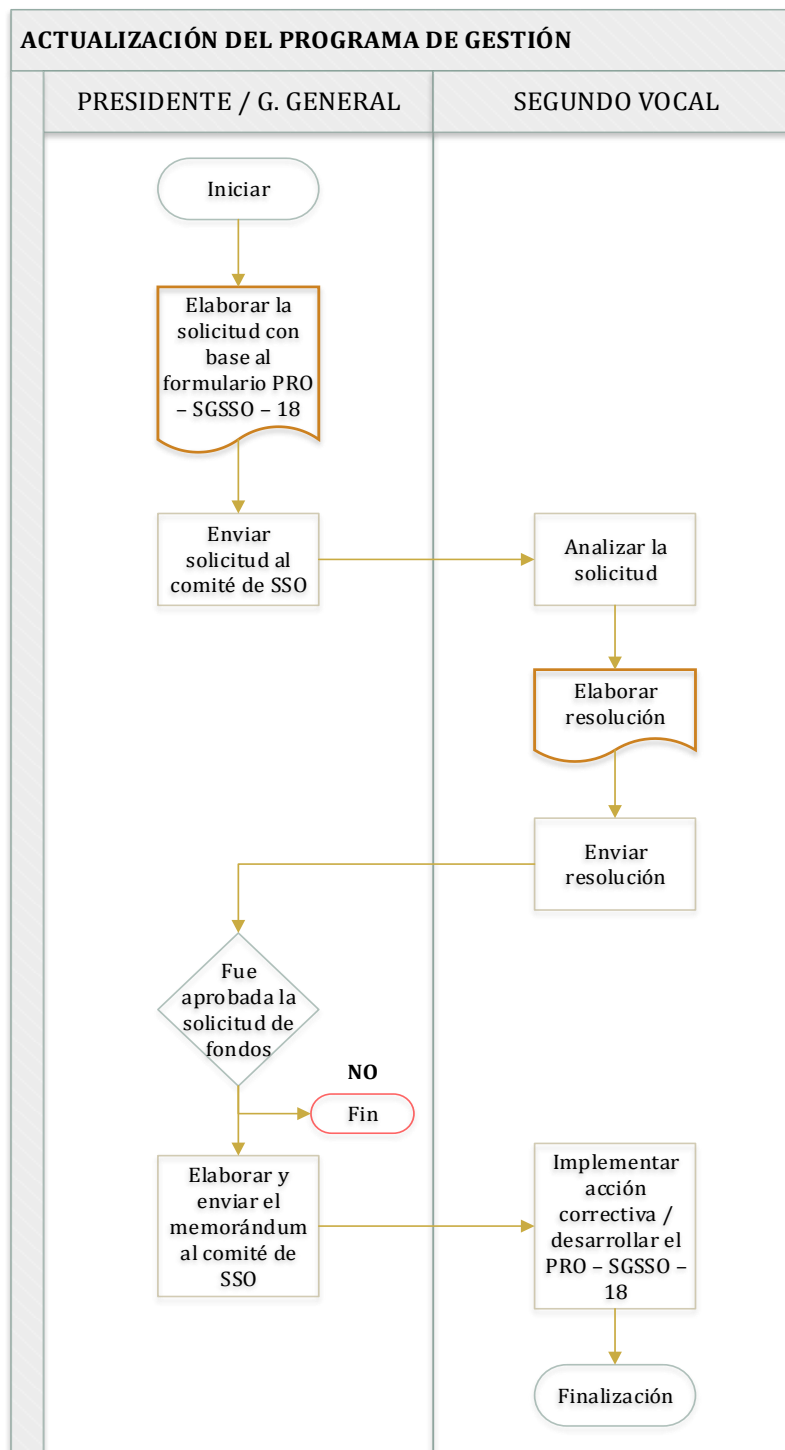 ACTUALIZACIÓN DEL PROGRAMA DE GESTIÓN
PRESIDENTE / G. GENERAL
SEGUNDO VOCAL
Iniciar
Elaborar la
solicitud con
base al
formulario PRO
– SGSSO – 18
Enviar
solicitud al
comité de SSO
Analizar la
solicitud
Elaborar
resolución
Enviar
resolución
Fue
aprobada la
solicitud de
fondos
NO
Fin
Elaborar y
enviar el
memorándum
al comité de
SSO
Implementar
acción
correctiva /
desarrollar el
PRO – SGSSO –
18
Finalización